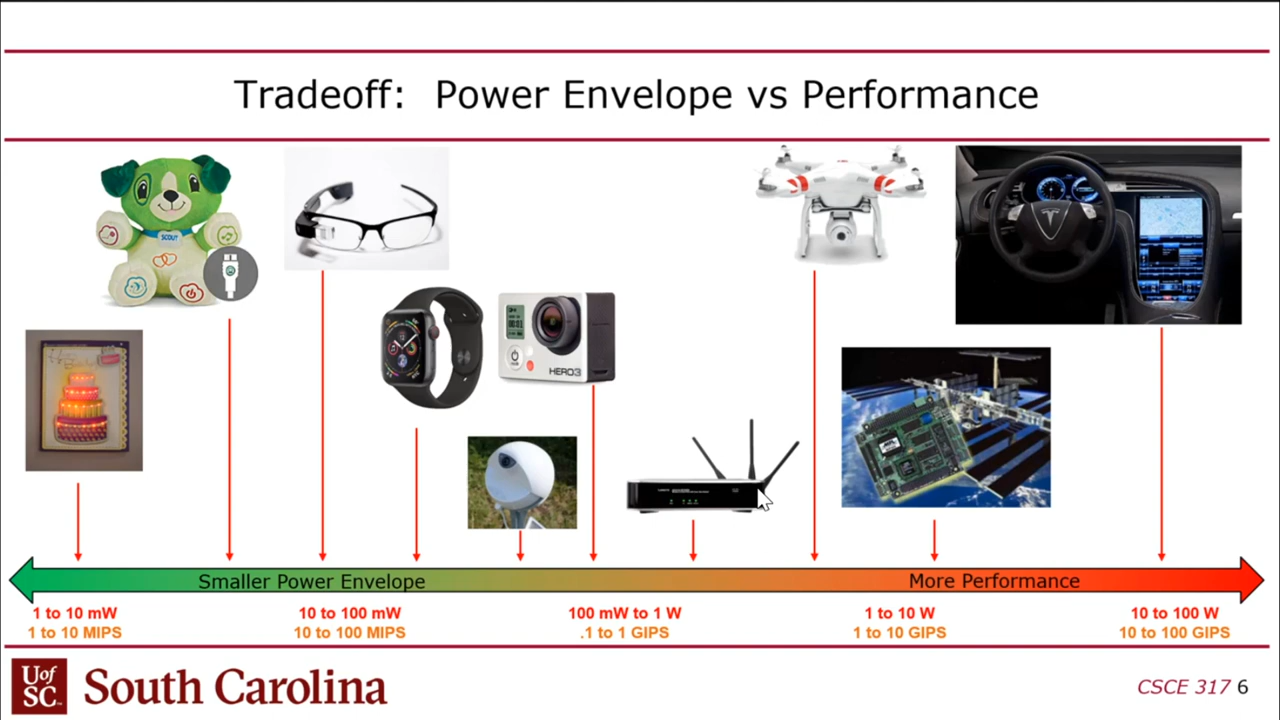 Tradeoff: Power Envelope vs Performance
SCOUT
HERO3
Smaller Power Envelope
More Performance
1 to 10 mW
1 to 10 MIPS
10 to 100 mW
10 to 100 MIPS
100 mW to 1 W
.1 to 1 GIPS
1 to 10 W
1 to 10 GIPS
10 to 100 W
10 to 100 GIPS
U of SC
South Carolina
CSCE 317 6